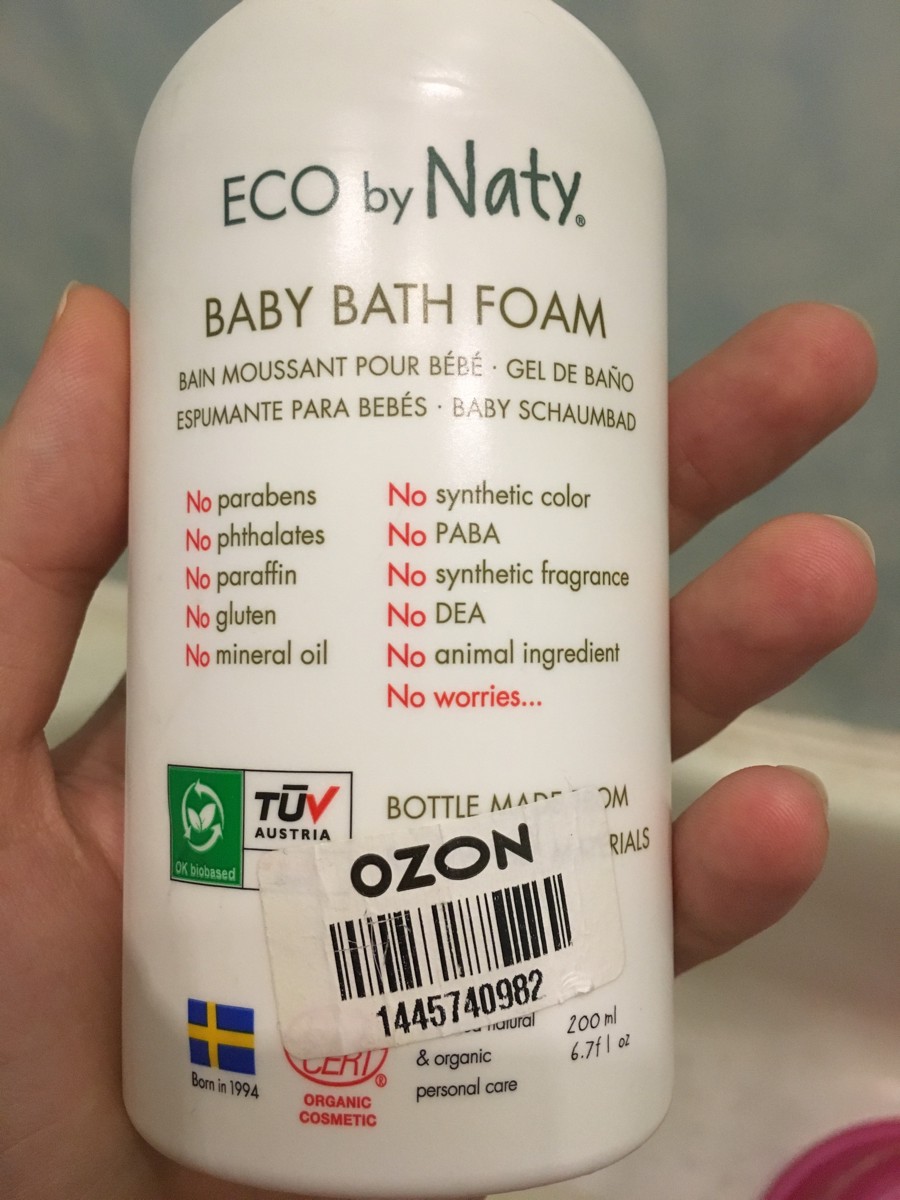 ECO by Naty®
BABY BATH FOAM
BAIN MOUSSANT POUR BÉBÉ · GEL DE BAÑO
ESPUMANTE PARA BEBÉS · BABY SCHAUMBAD
No parabens
No phthalates
No paraffin
No gluten
No mineral oil
No synthetic color
No PABA
No synthetic fragrance
No DEA
No animal ingredient
No worries...
OK biobased
TÜV
AUSTRIA
BOTTLE
OZON
1445740982
Born in 1994
CERT®
ORGANIC
COSMETIC
natural
& organic
personal care
200 ml
6.7fl oz